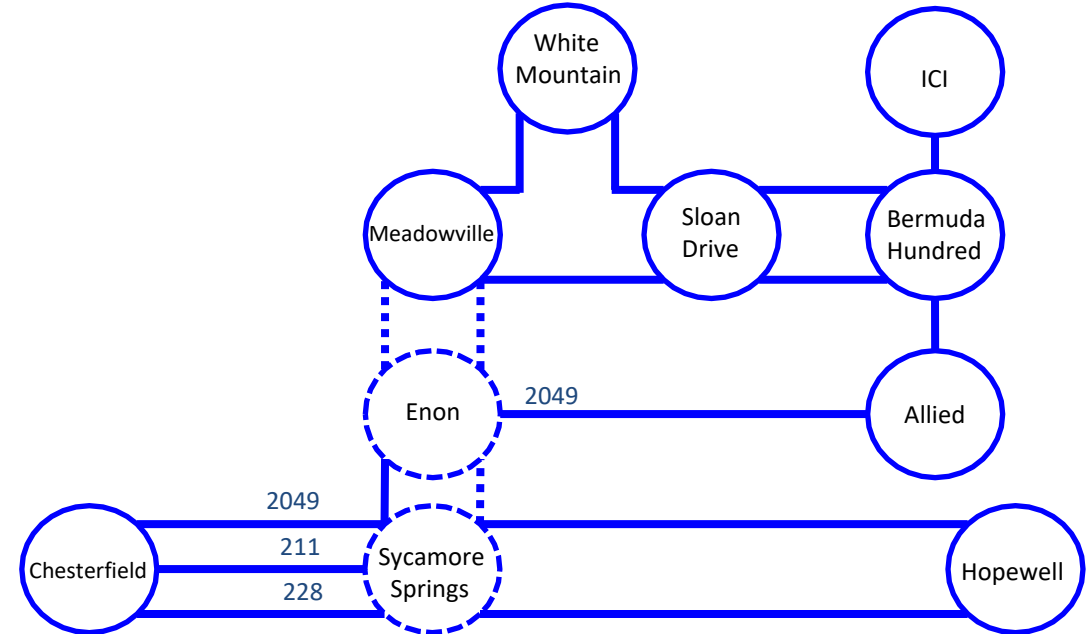 White
Mountain
ICI
Meadowville
Sloan
Drive
Bermuda
Hundred
Enon
2049
Allied
2049
211
228
Chesterfield
Sycamore
Springs
Hopewell